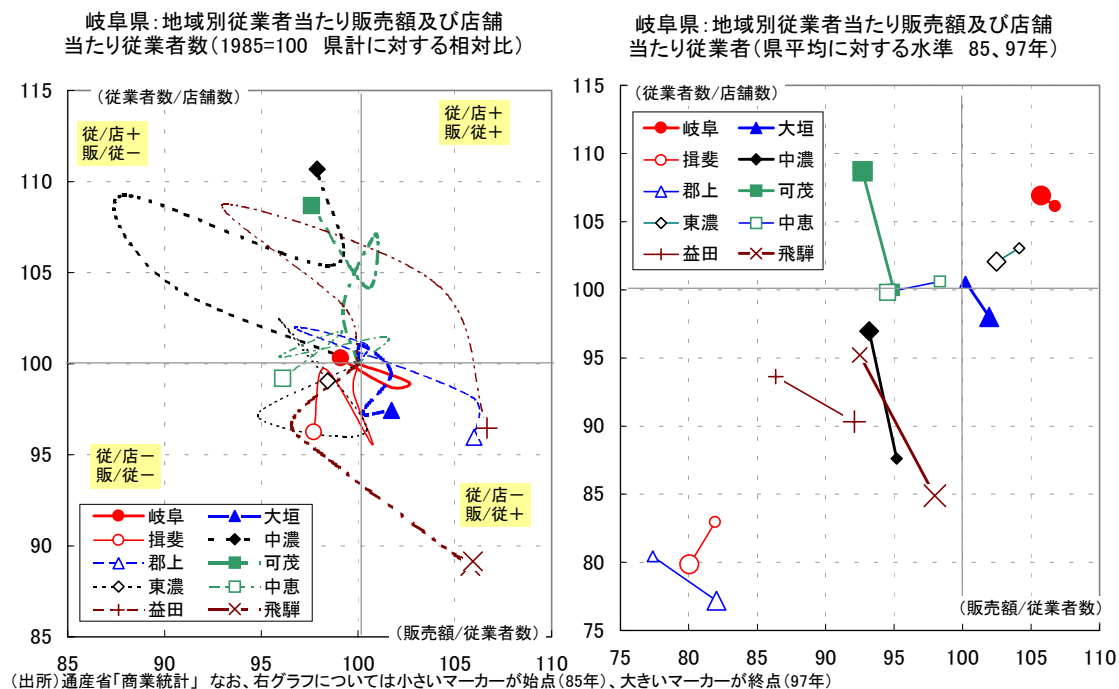 岐阜県：地域別従業者当たり販売額及び店舗
当たり従業者数（1985=100　県計に対する相対比）
115
110
105
100
95
90
85
85
90
95
100
105
110
（従業者数/店舗数）
従/店＋
販/従－
従/店＋
販/従＋
従/店－
販/従－
従/店－
販/従＋
岐阜
大垣
揖斐
中濃
郡上
可茂
東濃
中恵
益田
飛騨
（販売額/従業者数）
岐阜県：地域別従業者当たり販売額及び店舗
当たり従業者（県平均に対する水準　85、97年）
115
110
105
100
95
90
85
80
75
75
80
85
90
95
100
105
110
（従業者数/店舗数）
岐阜
大垣
揖斐
中濃
郡上
可茂
東濃
中恵
益田
飛騨
（販売額/従業者数）
（出所）通産省「商業統計」　なお、右グラフについては小さいマーカーが始点（85年）、大きいマーカーが終点（97年）